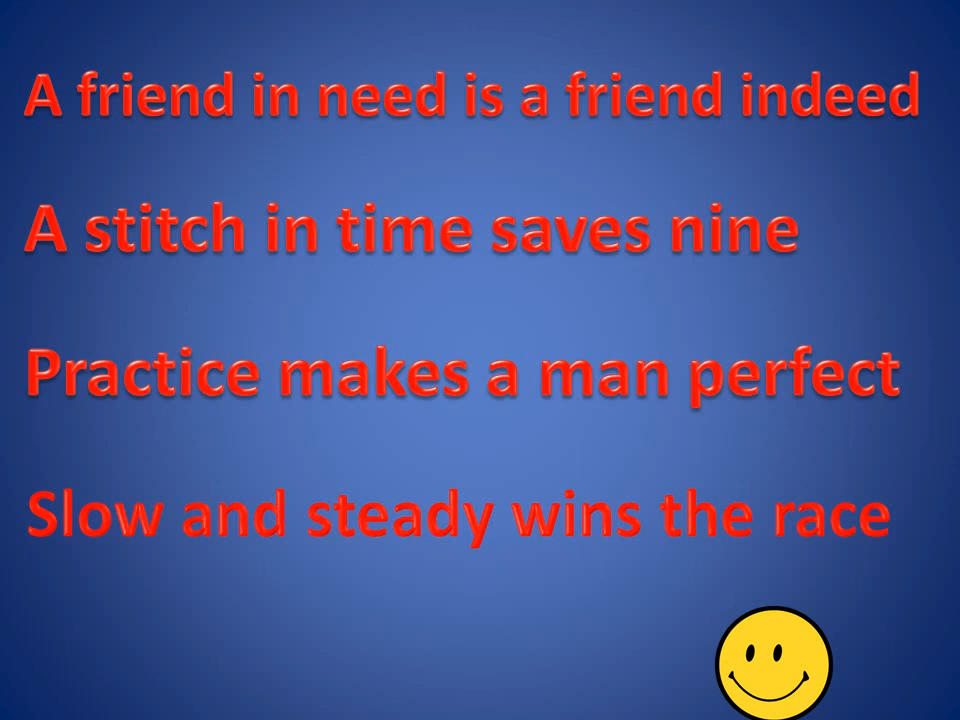 A friend in need is a friend indeed
A stitch in time saves nine
Practice makes a man perfect
Slow and steady wins the race